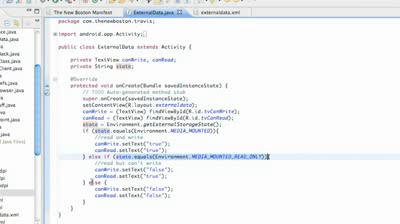 The New Boston Manifest
ExternalData.java
externaldata.xml
package com.thenewboston.travis;
import android.app.Activity;
public class ExternalData extends Activity {
private TextView canWrite, canRead;
private String state;
@Override
protected void onCreate(Bundle savedInstanceState) {
// TODO Auto-generated method stub
super.onCreate(savedInstanceState);
setContentView(R.layout.externaldata);
canWrite = (TextView) findViewById(R.id.tvCanWrite);
canRead = (TextView) findViewById(R.id.tvCanRead);
state = Environment.getExternalStorageState();
if (state.equals(Environment.MEDIA_MOUNTED)){
//read and write
canWrite.setText("true");
canRead.setText("true");
} else if (state.equals(Environment.MEDIA_MOUNTED_READ_ONLY)){
//read but can't write
canWrite.setText("false");
canRead.setText("true");
} else {
canWrite.setText("false");
canRead.setText("false");
}